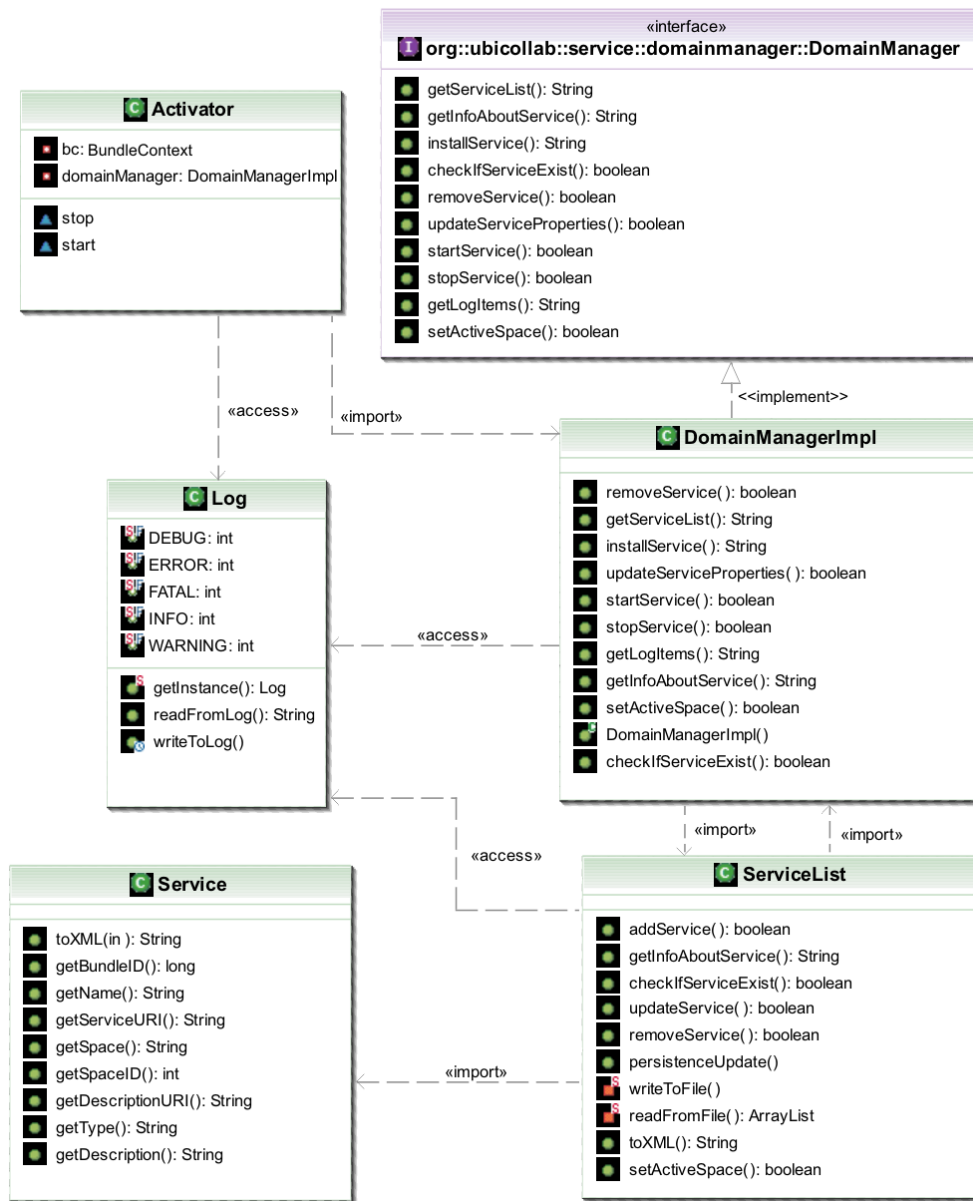 «interface»
I org::ubicollab::service::domainmanager::DomainManager
getServiceList(): String
getInfoAboutService(): String
installService(): String
checkIfServiceExist(): boolean
removeService(): boolean
updateServiceProperties(): boolean
startService(): boolean
stopService(): boolean
getLogItems(): String
setActiveSpace(): boolean
C Activator
bc: BundleContext
domainManager: DomainManagerImpl
stop
start
«access»
«import»
<<implement>>
C DomainManagerImpl
removeService(): boolean
getServiceList(): String
installService(): String
updateServiceProperties( ): boolean
startService(): boolean
stopService(): boolean
getLogItems(): String
getInfoAboutService(): String
setActiveSpace(): boolean
DomainManagerImpl()
checkIfServiceExist(): boolean
C Log
DEBUG: int
ERROR: int
FATAL: int
INFO: int
WARNING: int
getInstance(): Log
readFromLog(): String
writeToLog()
«access»
«import»
«import»
«access»
C ServiceList
addService(): boolean
getInfoAboutService(): String
checkIfServiceExist(): boolean
updateService( ): boolean
removeService(): boolean
persistenceUpdate()
writeToFile()
readFromFile(): ArrayList
toXML(): String
setActiveSpace(): boolean
C Service
toXML(in ): String
getBundleID(): long
getName(): String
getServiceURI(): String
getSpace(): String
getSpaceID(): int
getDescriptionURI(): String
getType(): String
getDescription(): String
«import»